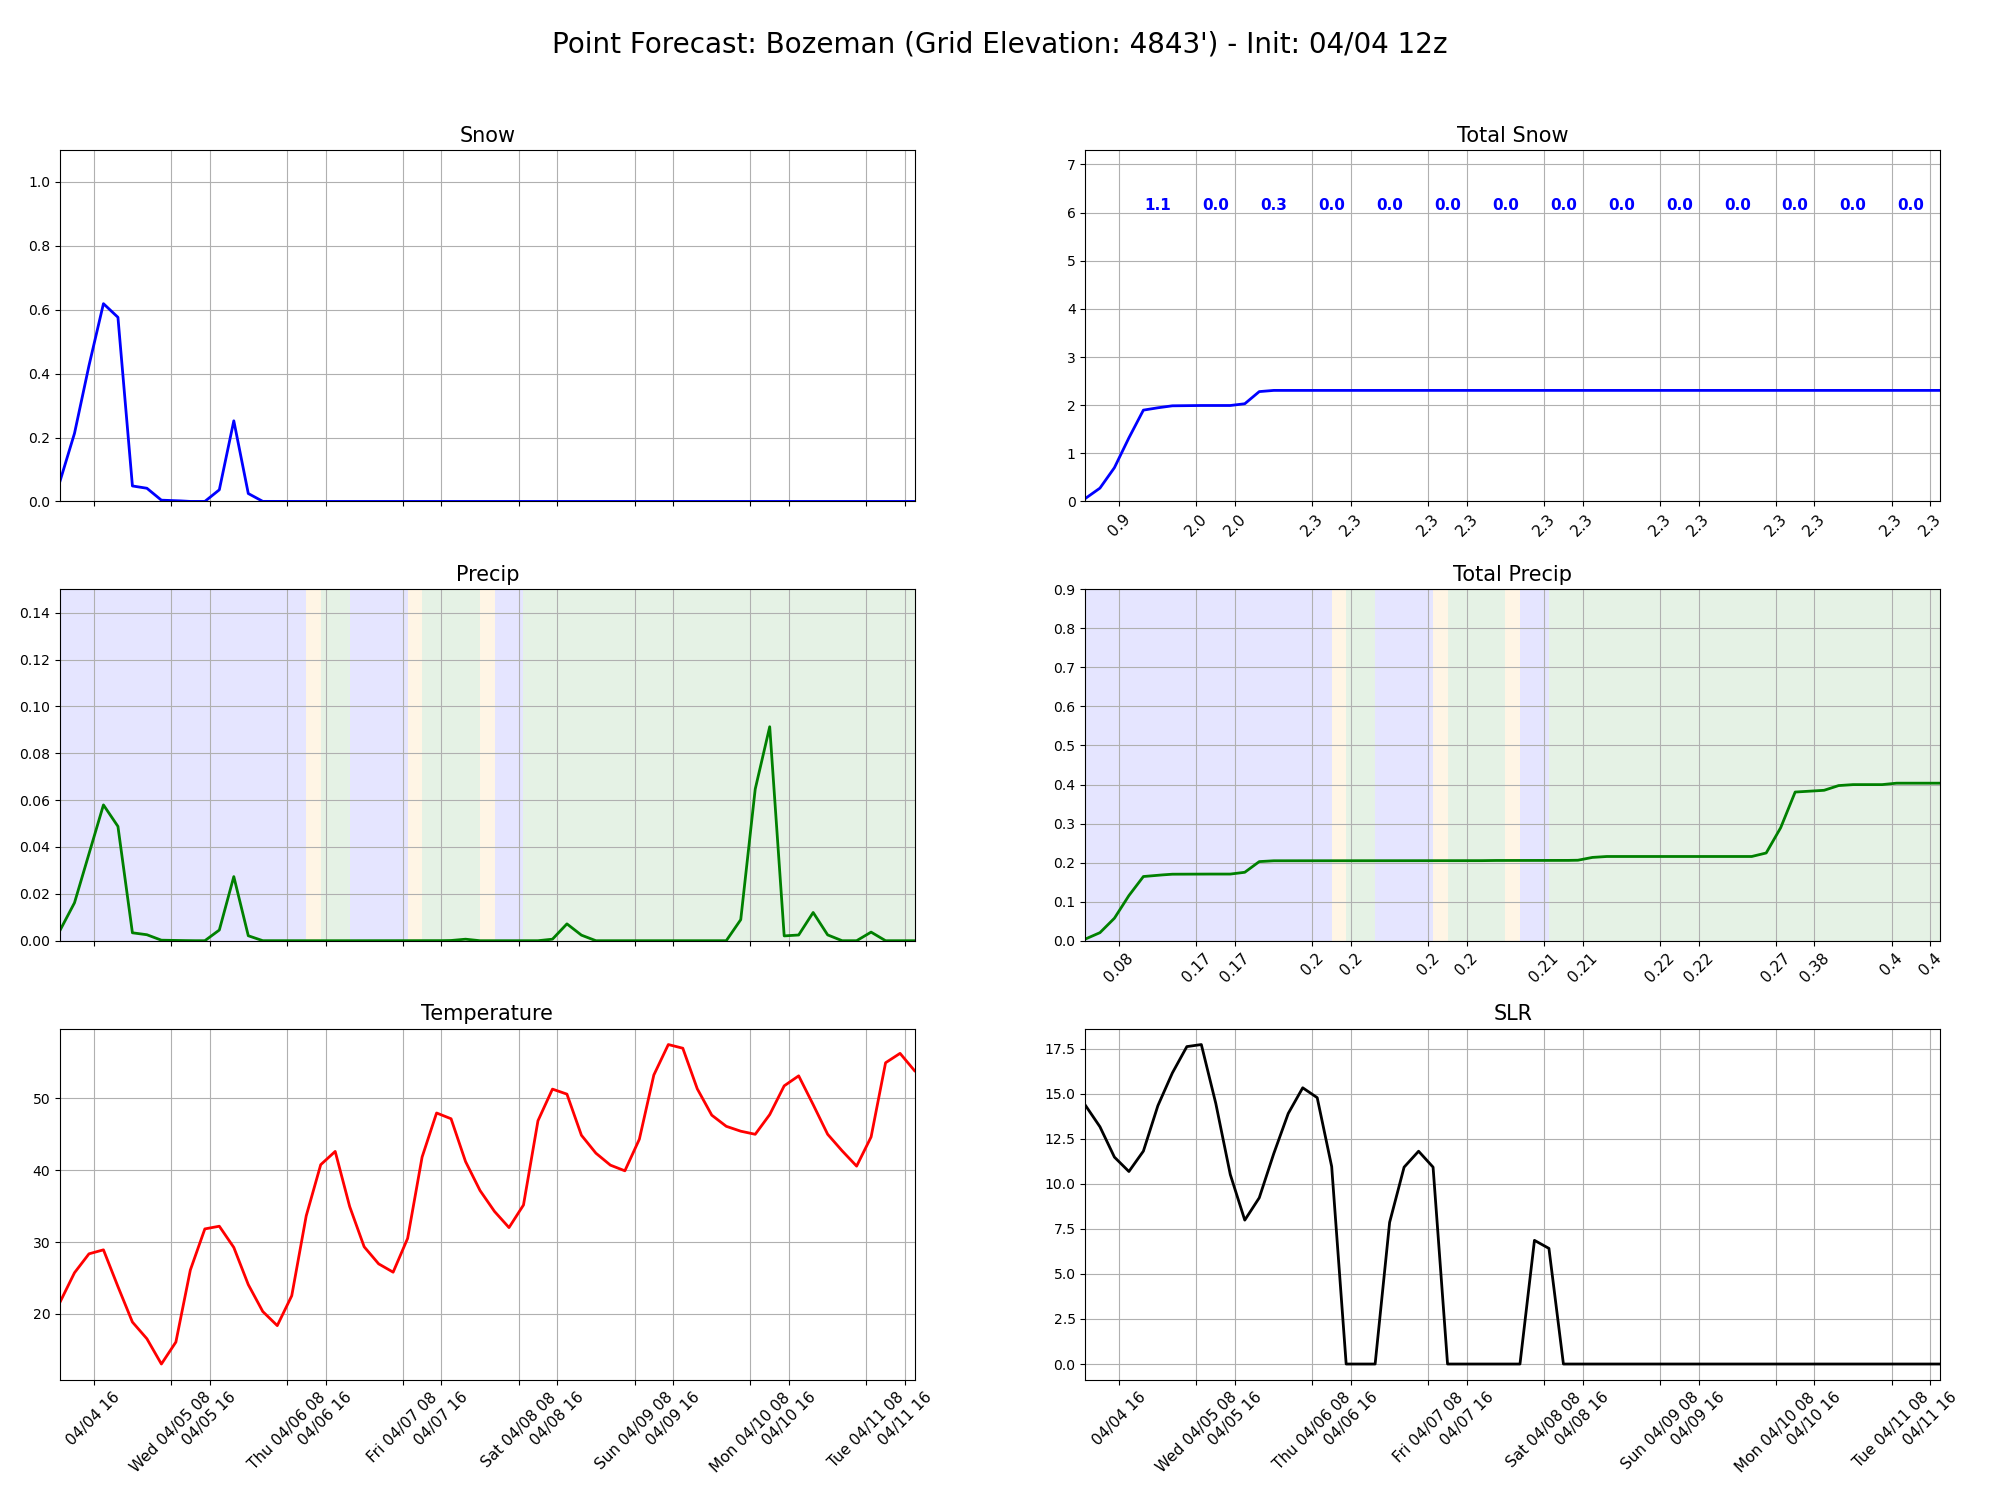 Point Forecast: Bozeman (Grid Elevation: 4843') - Init: 04/04 12z
Snow
1.0
0.8
0.6
0.4
0.2
0.0
Total Snow
7
6
5
4
3
2
1
0
1.1 0.0 0.3 0.0 0.0 0.0 0.0 0.0 0.0 0.0 0.0 0.0 0.0 0.0
0.9 2.0 2.0 2.3 2.3 2.3 2.3 2.3 2.3 2.3 2.3 2.3 2.3 2.3 2.3
Precip
0.14
0.12
0.10
0.08
0.06
0.04
0.02
0.00
Total Precip
0.9
0.8
0.7
0.6
0.5
0.4
0.3
0.2
0.1
0.0
0.08 0.17 0.17 0.2 0.2 0.2 0.2 0.21 0.21 0.22 0.22 0.27 0.38 0.4 0.4
Temperature
50
40
30
20
04/04 16
Wed 04/05 08
04/05 16
Thu 04/06 08
04/06 16
Fri 04/07 08
04/07 16
Sat 04/08 08
04/08 16
Sun 04/09 08
04/09 16
Mon 04/10 08
04/10 16
Tue 04/11 08
04/11 16
SLR
17.5
15.0
12.5
10.0
7.5
5.0
2.5
0.0
04/04 16
Wed 04/05 08
04/05 16
Thu 04/06 08
04/06 16
Fri 04/07 08
04/07 16
Sat 04/08 08
04/08 16
Sun 04/09 08
04/09 16
Mon 04/10 08
04/10 16
Tue 04/11 08
04/11 16